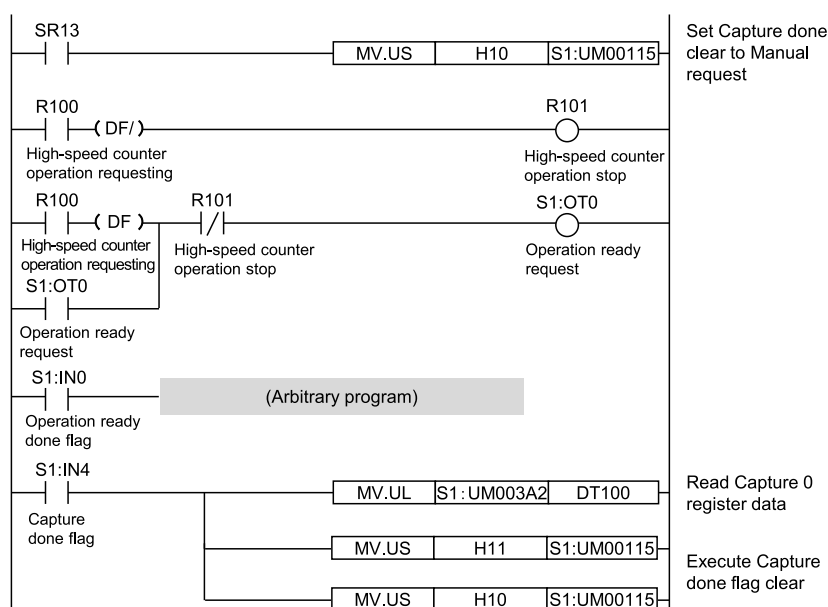 SR13
MV.US H10 S1:UM00115
Set Capture done
clear to Manual
request
R100
( DF/ )
R101
High-speed counter
operation requesting
High-speed counter
operation stop
R100
( DF )
R101
S1:OT0
High-speed counter
operation requesting
High-speed counter
operation stop
Operation ready
request
S1:OT0
Operation ready
request
S1:IN0
(Arbitrary program)
Operation ready
done flag
S1:IN4
MV.UL S1:UM003A2 DT100
Read Capture 0
register data
Capture
done flag
MV.US H11 S1:UM00115
Execute Capture
done flag clear
MV.US H10 S1:UM00115